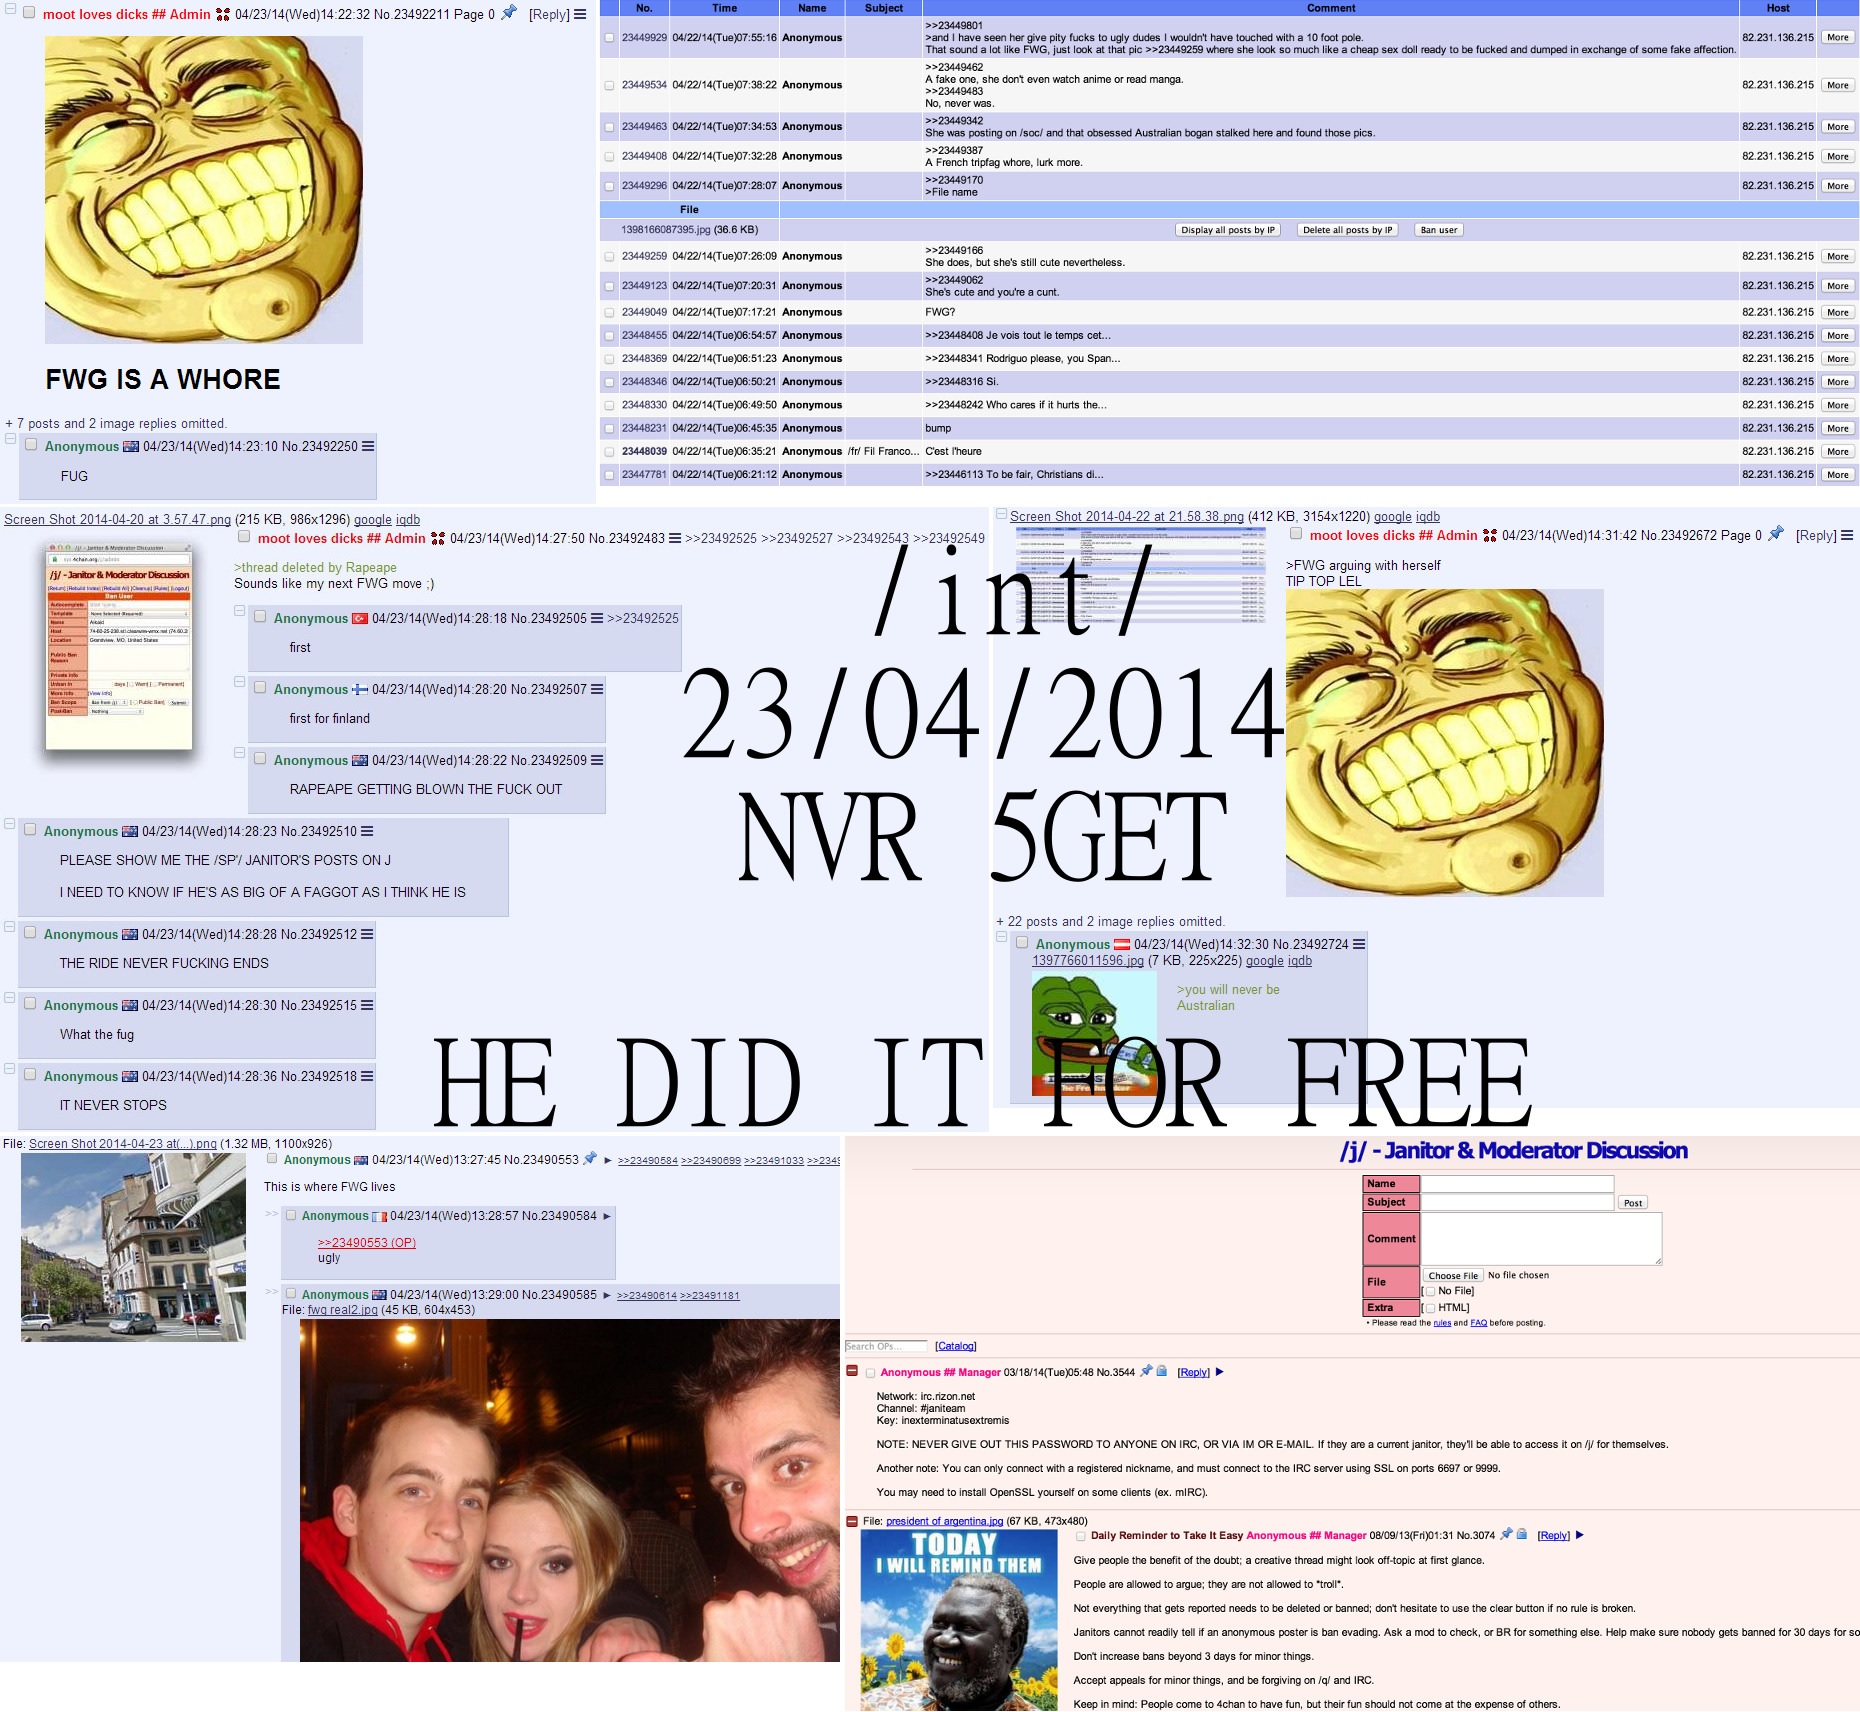 moot loves dicks ## Admin 04/23/14(Wed)14:22:32 No.23492211 Page 0 [Reply]
FWG IS A WHORE
+ 7 posts and 2 image replies omitted.
Anonymous 04/23/14(Wed)14:23:10 No.23492250
FUG
No. Time Name Subject Comment Host
23449929 04/22/14(Tue)07:55:16 Anonymous >>23449801
>and I have seen her give pity fucks to ugly dudes I wouldn't have touched with a 10 foot pole.
That sound a lot like FWG, just look at that pic >>23449259 where she look so much like a cheap sex doll ready to be fucked and dumped in exchange of some fake affection. 82.231.136.215 More
23449534 04/22/14(Tue)07:38:22 Anonymous >>23449462
A fake one, she don't even watch anime or read manga.
>>23449483
No, never was. 82.231.136.215 More
23449463 04/22/14(Tue)07:34:53 Anonymous >>23449342
She was posting on /soc/ and that obsessed Australian bogan stalked here and found those pics. 82.231.136.215 More
23449408 04/22/14(Tue)07:32:28 Anonymous >>23449387
A French tripfag whore, lurk more. 82.231.136.215 More
23449296 04/22/14(Tue)07:28:07 Anonymous >>23449170
>File name 82.231.136.215 More
File
1398166087395.jpg (36.6 KB) Display all posts by IP Delete all posts by IP Ban user
23449259 04/22/14(Tue)07:26:09 Anonymous >>23449166
She does, but she's still cute nevertheless. 82.231.136.215 More
23449123 04/22/14(Tue)07:20:31 Anonymous >>23449062
She's cute and you're a cunt. 82.231.136.215 More
23449049 04/22/14(Tue)07:17:21 Anonymous FWG? 82.231.136.215 More
23448455 04/22/14(Tue)06:54:57 Anonymous >>23448408 Je vois tout le temps cet... 82.231.136.215 More
23448369 04/22/14(Tue)06:51:23 Anonymous >>23448341 Rodriguo please, you Span... 82.231.136.215 More
23448346 04/22/14(Tue)06:50:21 Anonymous >>23448316 Si. 82.231.136.215 More
23448330 04/22/14(Tue)06:49:50 Anonymous >>23448242 Who cares if it hurts the... 82.231.136.215 More
23448231 04/22/14(Tue)06:45:35 Anonymous bump 82.231.136.215 More
23448039 04/22/14(Tue)06:35:21 Anonymous /fr/ Fil Franco... C'est l'heure 82.231.136.215 More
23447781 04/22/14(Tue)06:21:12 Anonymous >>23446113 To be fair, Christians di... 82.231.136.215 More
Screen Shot 2014-04-20 at 3.57.47.png (215 KB, 986x1296) google iqdb
moot loves dicks ## Admin 04/23/14(Wed)14:27:50 No.23492483 >>23492525 >>23492527 >>23492543 >>23492549
>thread deleted by Rapeape
Sounds like my next FWG move ;)
/j/ - Janitor & Moderator Discussion
Ban User
Anonymous 04/23/14(Wed)14:28:18 No.23492505 >>23492525
first
Anonymous 04/23/14(Wed)14:28:20 No.23492507
first for finland
Anonymous 04/23/14(Wed)14:28:22 No.23492509
RAPEAPE GETTING BLOWN THE FUCK OUT
Anonymous 04/23/14(Wed)14:28:23 No.23492510
PLEASE SHOW ME THE /SP'/ JANITOR'S POSTS ON J
I NEED TO KNOW IF HE'S AS BIG OF A FAGGOT AS I THINK HE IS
Anonymous 04/23/14(Wed)14:28:28 No.23492512
THE RIDE NEVER FUCKING ENDS
Anonymous 04/23/14(Wed)14:28:30 No.23492515
What the fug
Anonymous 04/23/14(Wed)14:28:36 No.23492518
IT NEVER STOPS
Screen Shot 2014-04-22 at 21.58.38.png (412 KB, 3154x1220) google iqdb
moot loves dicks ## Admin 04/23/14(Wed)14:31:42 No.23492672 Page 0 [Reply]
>FWG arguing with herself
TIP TOP LEL
+ 22 posts and 2 image replies omitted.
Anonymous 04/23/14(Wed)14:32:30 No.23492724
1397766011596.jpg (7 KB, 225x225) google iqdb
>you will never be
Australian
/int/
23/04/2014
NVR 5GET
HE DID IT FOR FREE
File: Screen Shot 2014-04-23 at(...).png (1.32 MB, 1100x926)
Anonymous 04/23/14(Wed)13:27:45 No.23490553 >>23490584 >>23490699 >>23491033 >>2349
This is where FWG lives
>> Anonymous 04/23/14(Wed)13:28:57 No.23490584
>>23490553 (OP)
ugly
>> Anonymous 04/23/14(Wed)13:29:00 No.23490585 >>23490614 >>23491181
File: fwg real2.jpg (45 KB, 604x453)
/j/ - Janitor & Moderator Discussion
Name
Subject Post
Comment
File Choose File No file chosen
[ No File]
Extra [ HTML]
• Please read the rules and FAQ before posting.
Search OPs... [Catalog]
Anonymous ## Manager 03/18/14(Tue)05:48 No.3544 [Reply]
Network: irc.rizon.net
Channel: #janiteam
Key: inexterminatusextremis
NOTE: NEVER GIVE OUT THIS PASSWORD TO ANYONE ON IRC, OR VIA IM OR E-MAIL. If they are a current janitor, they'll be able to access it on /j/ for themselves.
Another note: You can only connect with a registered nickname, and must connect to the IRC server using SSL on ports 6697 or 9999.
You may need to install OpenSSL yourself on some clients (ex. mIRC).
File: president of argentina.jpg (67 KB, 473x480)
TODAY
I WILL REMIND THEM
Daily Reminder to Take It Easy Anonymous ## Manager 08/09/13(Fri)01:31 No.3074 [Reply]
Give people the benefit of the doubt; a creative thread might look off-topic at first glance.
People are allowed to argue; they are not allowed to *troll*.
Not everything that gets reported needs to be deleted or banned; don't hesitate to use the clear button if no rule is broken.
Janitors cannot readily tell if an anonymous poster is ban evading. Ask a mod to check, or BR for something else. Help make sure nobody gets banned for 30 days for so
Don't increase bans beyond 3 days for minor things.
Accept appeals for minor things, and be forgiving on /q/ and IRC.
Keep in mind: People come to 4chan to have fun, but their fun should not come at the expense of others.